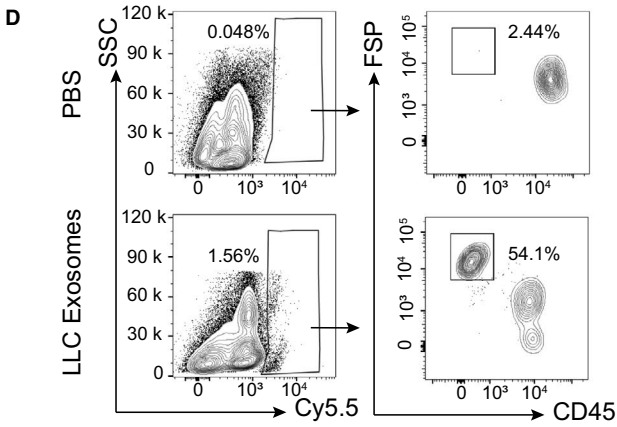 D
SSC
FSP
PBS
120 k
90 k
60 k
30 k
0
0.048%
0 10³ 10⁴
10⁵
10⁴
10³
0
2.44%
0 10³ 10⁴
LLC Exosomes
120 k
90 k
60 k
30 k
0
1.56%
0 10³ 10⁴
10⁵
10⁴
10³
0
54.1%
0 10³ 10⁴
Cy5.5
CD45